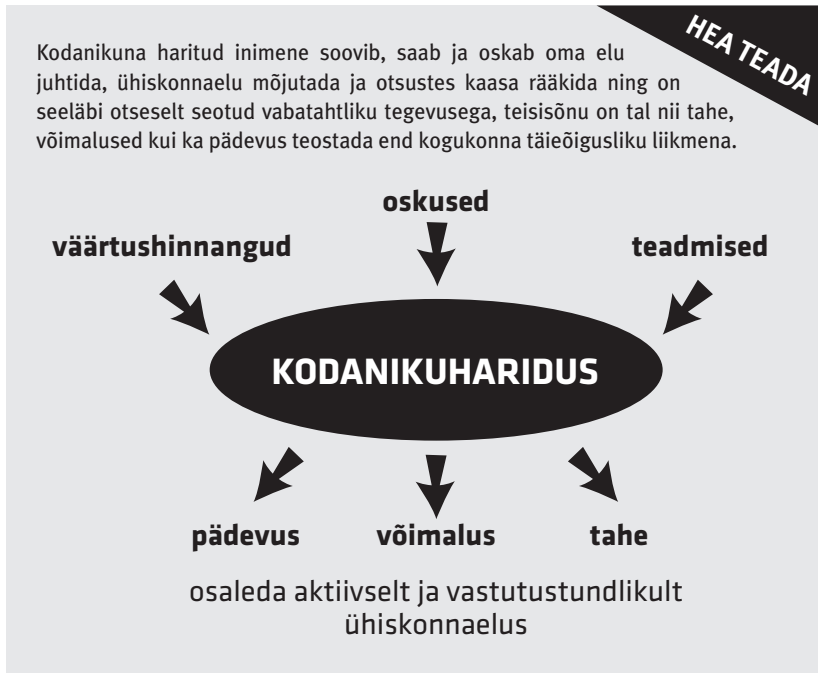 HEA TEADA
Kodanikuna haritud inimene soovib, saab ja oskab oma elu
juhtida, ühiskonnaelu mõjutada ja otsustes kaasa rääkida ning on
seeläbi otseselt seotud vabatahtliku tegevusega, teisisõnu on tal nii tahe,
võimalused kui ka pädevus teostada end kogukonna täieõigusliku liikmena.
oskused
väärtushinnangud
teadmised
KODANIKUHARIDUS
pädevus võimalus tahe
osaleda aktiivselt ja vastutustundlikult
ühiskonnaelus